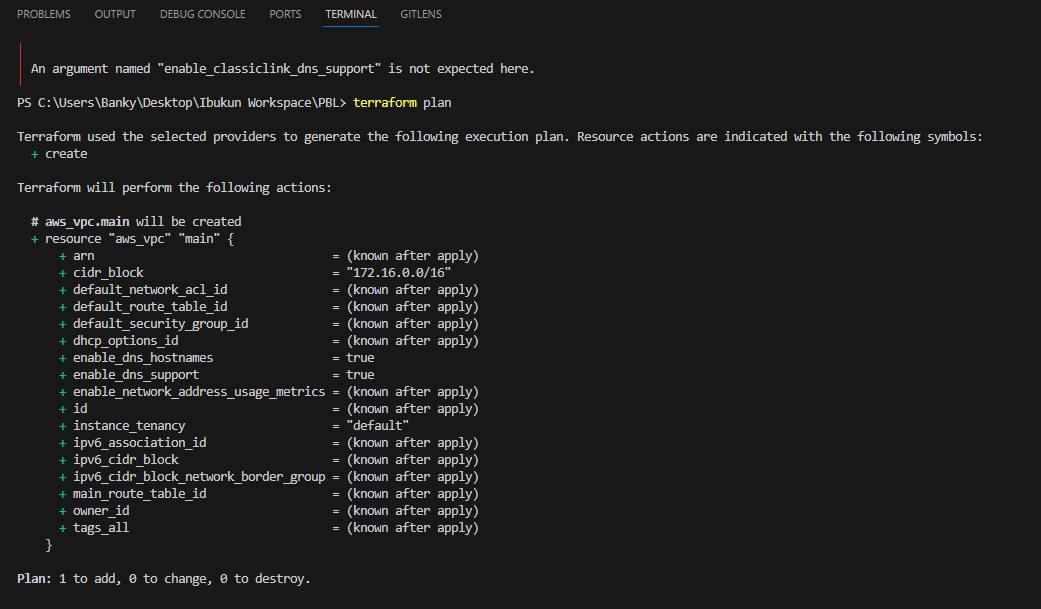 PROBLEMS OUTPUT DEBUG CONSOLE PORTS TERMINAL GITLENS
An argument named "enable_classiclink_dns_support" is not expected here.
PS C:\Users\Banky\Desktop\Ibukun Workspace\PBL> terraform plan
Terraform used the selected providers to generate the following execution plan. Resource actions are indicated with the following symbols:
+ create
Terraform will perform the following actions:
# aws_vpc.main will be created
+ resource "aws_vpc" "main" {
+ arn = (known after apply)
+ cidr_block = "172.16.0.0/16"
+ default_network_acl_id = (known after apply)
+ default_route_table_id = (known after apply)
+ default_security_group_id = (known after apply)
+ dhcp_options_id = (known after apply)
+ enable_dns_hostnames = true
+ enable_dns_support = true
+ enable_network_address_usage_metrics = (known after apply)
+ id = (known after apply)
+ instance_tenancy = "default"
+ ipv6_association_id = (known after apply)
+ ipv6_cidr_block = (known after apply)
+ ipv6_cidr_block_network_border_group = (known after apply)
+ main_route_table_id = (known after apply)
+ owner_id = (known after apply)
+ tags_all = (known after apply)
}
Plan: 1 to add, 0 to change, 0 to destroy.